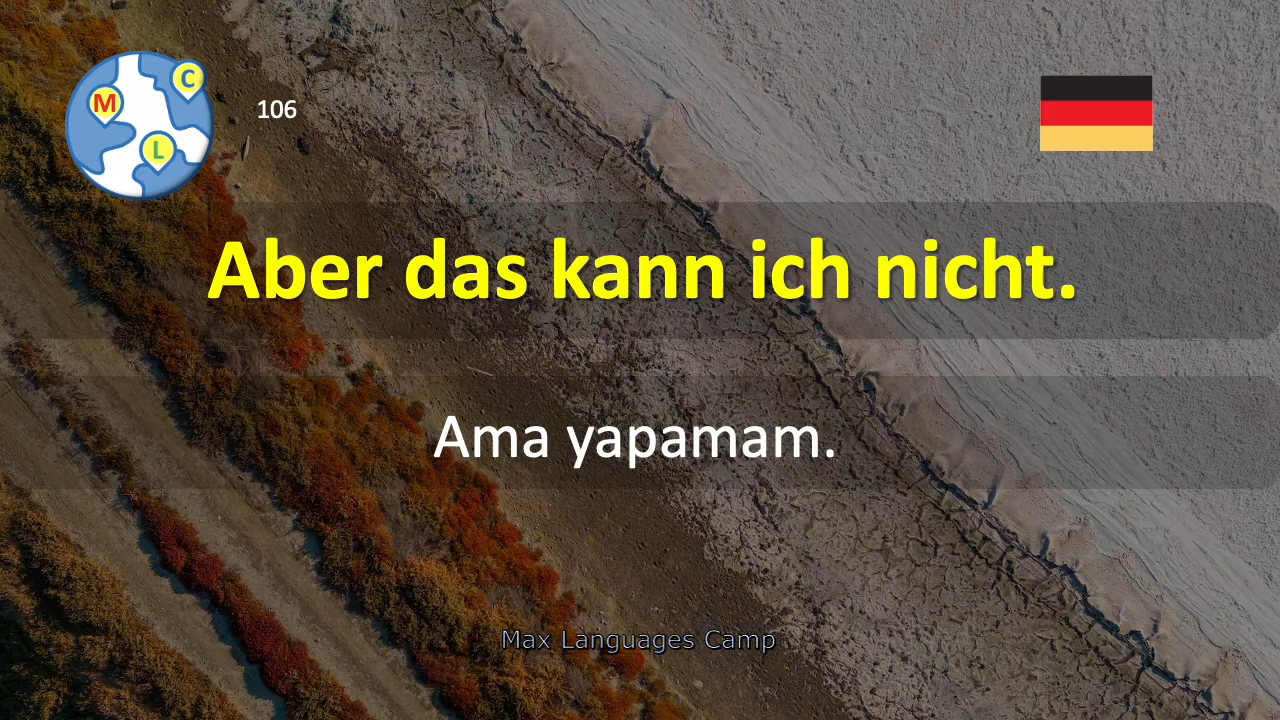 M
C
L
106
Aber das kann ich nicht.
Ama yapamam.
Max Languages Camp